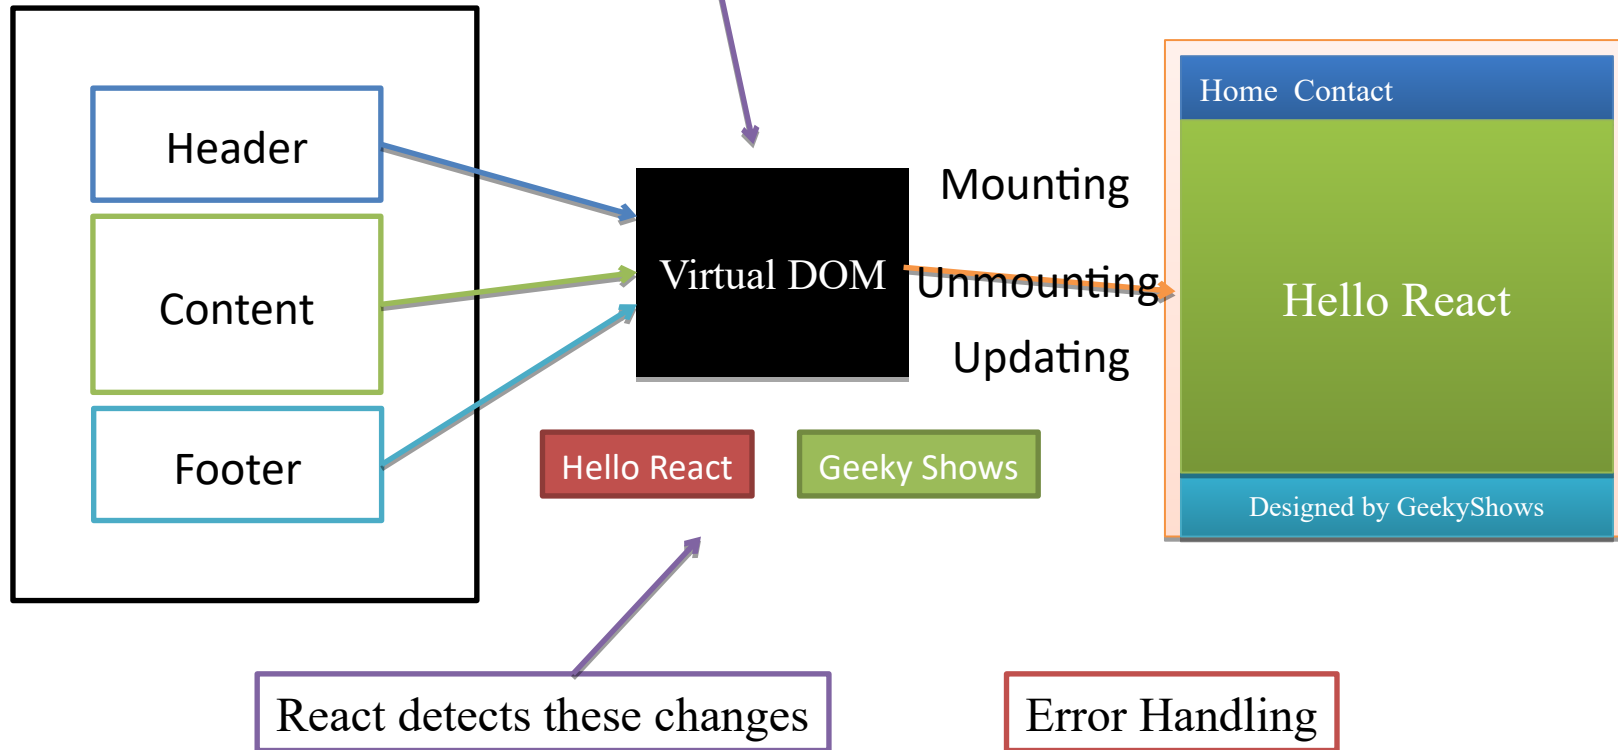 Header
Content
Footer
Virtual DOM
Mounting
Unmounting
Updating
Hello React
Geeky Shows
Home Contact
Hello React
Designed by GeekyShows
React detects these changes
Error Handling